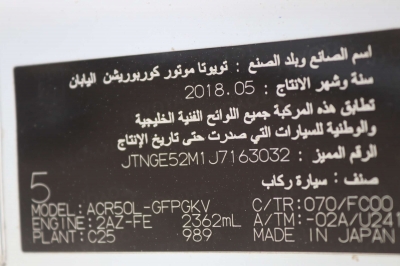 اسم الصانع وبلد الصنع : تويوتا موتور كوربوريشن اليابان
سنة وشهر الانتاج : 2018.05
تطابق هذه المركبة جميع اللوائح الفنية الخليجية
والوطنية للسيارات التي صدرت حتى تاريخ الإنتاج
الرقم المميز : JTNGE52M1J7163032
صنف : سيارة ركاب
5
MODEL: ACR50L-GFPGKV C/TR: 070/FC00
ENGINE: 2AZ-FE 2362mL A/TM: -02A/U241
PLANT: C25 989 MADE IN JAPAN